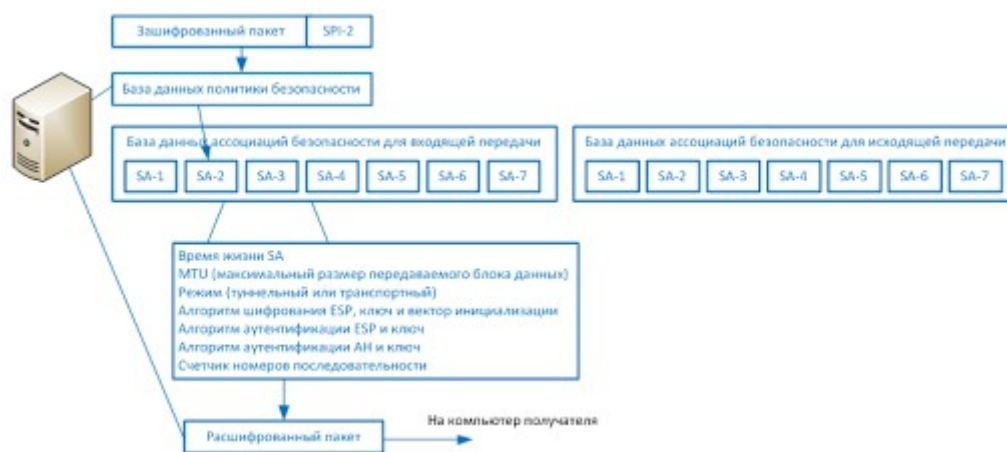 Зашифрованный пакет SPI-2
База данных политики безопасности
База данных ассоциаций безопасности для входящей передачи
SA-1 SA-2 SA-3 SA-4 SA-5 SA-6 SA-7
База данных ассоциаций безопасности для исходящей передачи
SA-1 SA-2 SA-3 SA-4 SA-5 SA-6 SA-7
Время жизни SA
MTU (максимальный размер передаваемого блока данных)
Режим (туннельный или транспортный)
Алгоритм шифрования ESP, ключ и вектор инициализации
Алгоритм аутентификации ESP и ключ
Алгоритм аутентификации AH и ключ
Счетчик номеров последовательности
На компьютер получателя
Расшифрованный пакет